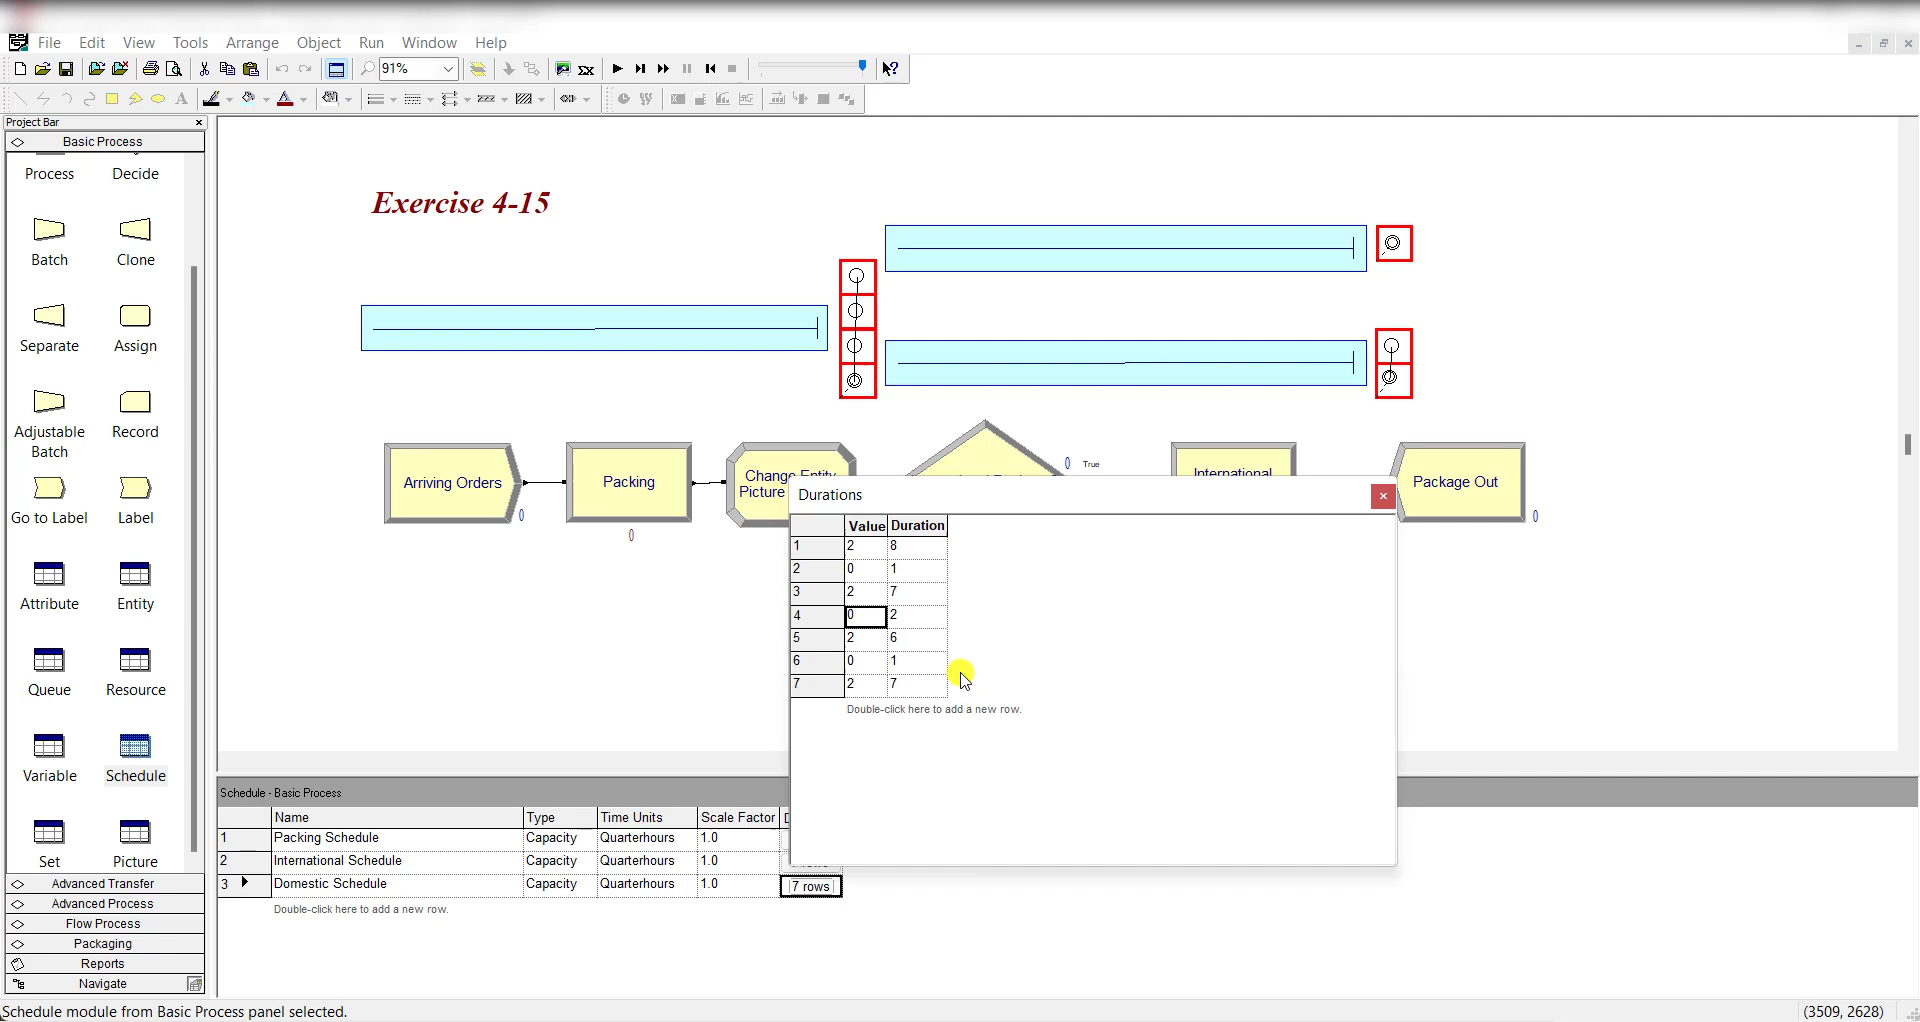 File Edit View Tools Arrange Object Run Window Help
91%
Project Bar
Basic Process
Process Decide
Batch Clone
Separate Assign
Adjustable Batch Record
Go to Label Label
Attribute Entity
Queue Resource
Variable Schedule
Set Picture
Advanced Transfer
Advanced Process
Flow Process
Packaging
Reports
Navigate
Exercise 4-15
Arriving Orders
0
Packing
0
Change Entity
Picture
0 True
International
Package Out
0
Durations
Value Duration
1 2 8
2 0 1
3 2 7
4 0 2
5 2 6
6 0 1
7 2 7
Double-click here to add a new row.
Schedule - Basic Process
Name Type Time Units Scale Factor
1 Packing Schedule Capacity Quarterhours 1.0
2 International Schedule Capacity Quarterhours 1.0
3 Domestic Schedule Capacity Quarterhours 1.0 7 rows
Double-click here to add a new row.
Schedule module from Basic Process panel selected.
(3509, 2628)